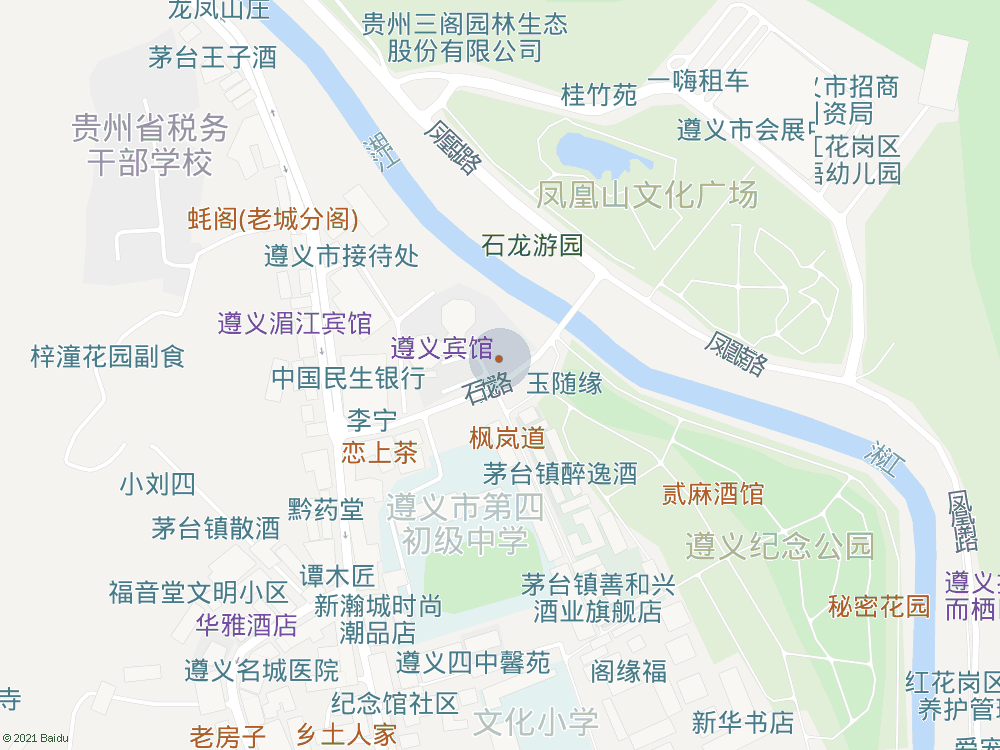 龙凤山庄
贵州三阁园林生态
股份有限公司
茅台王子酒
一嗨租车
桂竹苑
义市招商
资局
遵义市会展中
红花岗区
幼儿园
贵州省税务
干部学校
湘江
凤凰路
凤凰山文化广场
蚝阁(老城分阁)
石龙游园
遵义市接待处
遵义湄江宾馆
遵义宾馆
凤凰南路
梓潼花园副食
中国民生银行
石龙路
玉随缘
李宁
恋上茶
枫岚道
湘江
茅台镇醉逸酒
小刘四
贰麻酒馆
黔药堂
遵义市第四
初级中学
凤凰路
茅台镇散酒
遵义纪念公园
谭木匠
福音堂文明小区
茅台镇善和兴
酒业旗舰店
遵义
而栖
新瀚城时尚
潮品店
秘密花园
华雅酒店
遵义名城医院
遵义四中馨苑
阁缘福
红花岗区
养护管
寺
纪念馆社区
文化小学
新华书店
老房子
乡土人家
爱宠
© 2021 Baidu